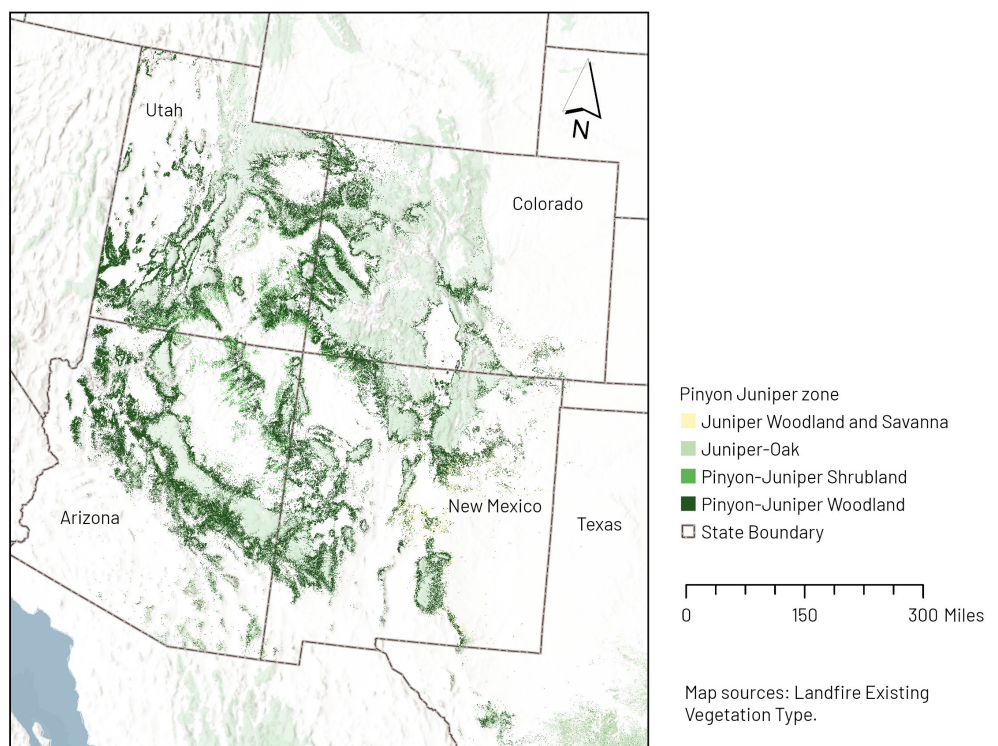 Utah
N
Colorado
Pinyon Juniper zone
Juniper Woodland and Savanna
Juniper-Oak
Pinyon-Juniper Shrubland
Pinyon-Juniper Woodland
State Boundary
New Mexico
Arizona
Texas
0 150 300 Miles
Map sources: Landfire Existing
Vegetation Type.